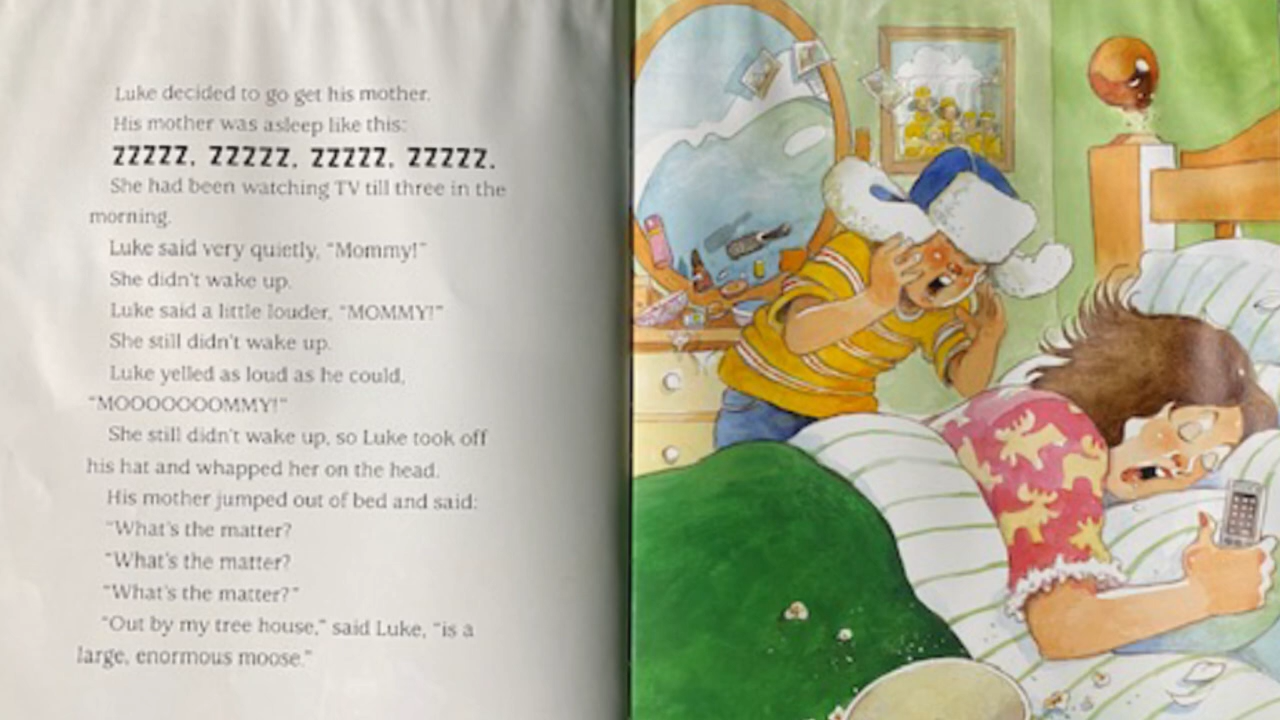 Luke decided to go get his mother.
His mother was asleep like this:
ZZZZZ, ZZZZZ, ZZZZZ, ZZZZZ.
She had been watching TV till three in the
morning.
Luke said very quietly, “Mommy!”
She didn't wake up.
Luke said a little louder, “MOMMY!”
She still didn't wake up.
Luke yelled as loud as he could,
“MOOOOOOOMMY!”
She still didn't wake up, so Luke took off
his hat and whapped her on the head.
His mother jumped out of bed and said:
“What's the matter?
“What's the matter?
“What's the matter?”
“Out by my tree house,” said Luke, “is a
large, enormous moose.”